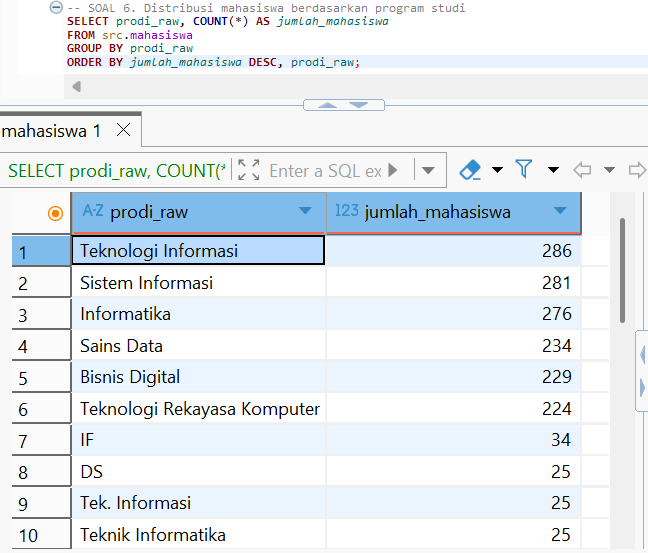 -- SOAL 6. Distribusi mahasiswa berdasarkan program studi
SELECT prodi_raw, COUNT(*) AS jumlah_mahasiswa
FROM src.mahasiswa
GROUP BY prodi_raw
ORDER BY jumlah_mahasiswa DESC, prodi_raw;
mahasiswa 1
SELECT prodi_raw, COUNT(* Enter a SQL ex
A-Z prodi_raw 123 jumlah_mahasiswa
1 Teknologi Informasi 286
2 Sistem Informasi 281
3 Informatika 276
4 Sains Data 234
5 Bisnis Digital 229
6 Teknologi Rekayasa Komputer 224
7 IF 34
8 DS 25
9 Tek. Informasi 25
10 Teknik Informatika 25